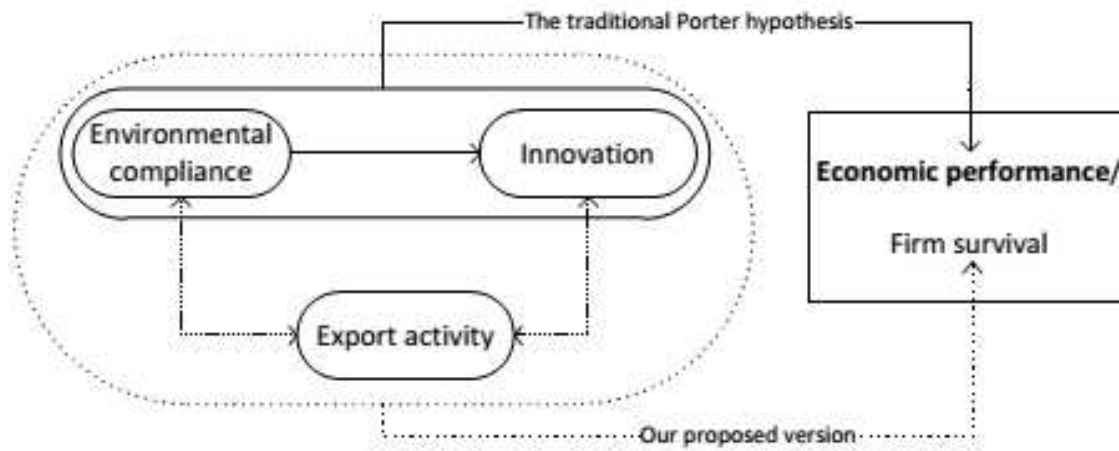 The traditional Porter hypothesis
Environmental
compliance
Innovation
Economic performance/
Firm survival
Export activity
Our proposed version